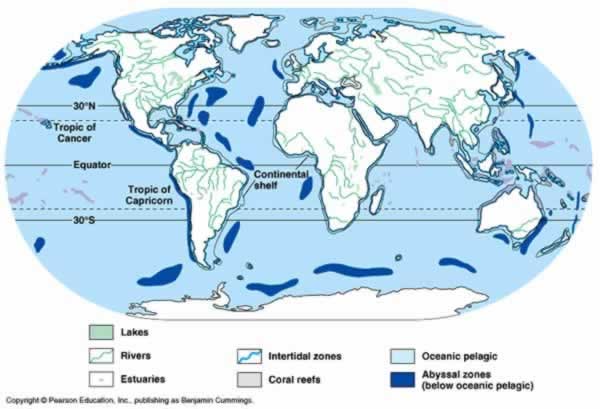 30°N
Tropic of
Cancer
Equator
Continental
shelf
Tropic of
Capricorn
30°S
Lakes
Rivers
Intertidal zones
Oceanic pelagic
Estuaries
Coral reefs
Abyssal zones
(below oceanic pelagic)
Copyright © Pearson Education, Inc., publishing as Benjamin Cummings.